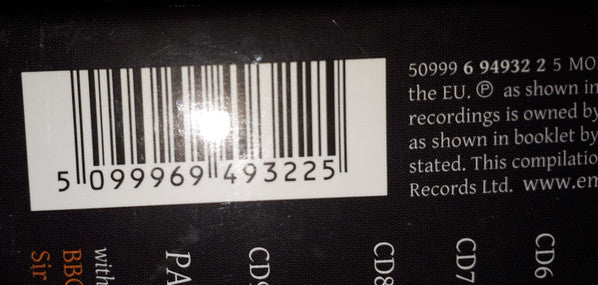 5 099969 493225
50999 6 94932 2 5 MO
the EU. ℗ as shown in
recordings is owned by
as shown in booklet by
stated. This compilatio
Records Ltd. www.em
CD6
CD7
CD8
CD9
PA
with
BBC
Sir